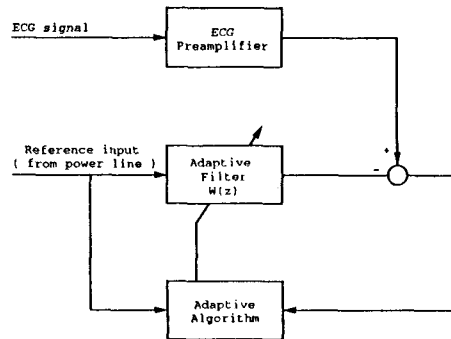 ECG signal
ECG
Preamplifier
Reference input
( from power line )
Adaptive
Filter
W(z)
+
-
Adaptive
Algorithm